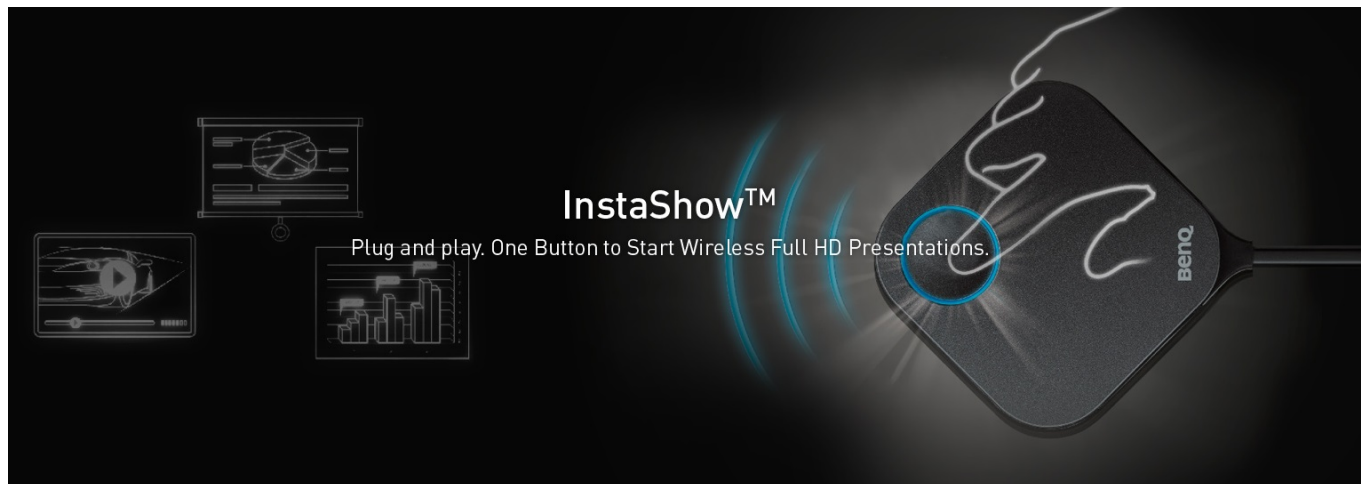 InstaShow™
Plug and play. One Button to Start Wireless Full HD Presentations.
BenQ